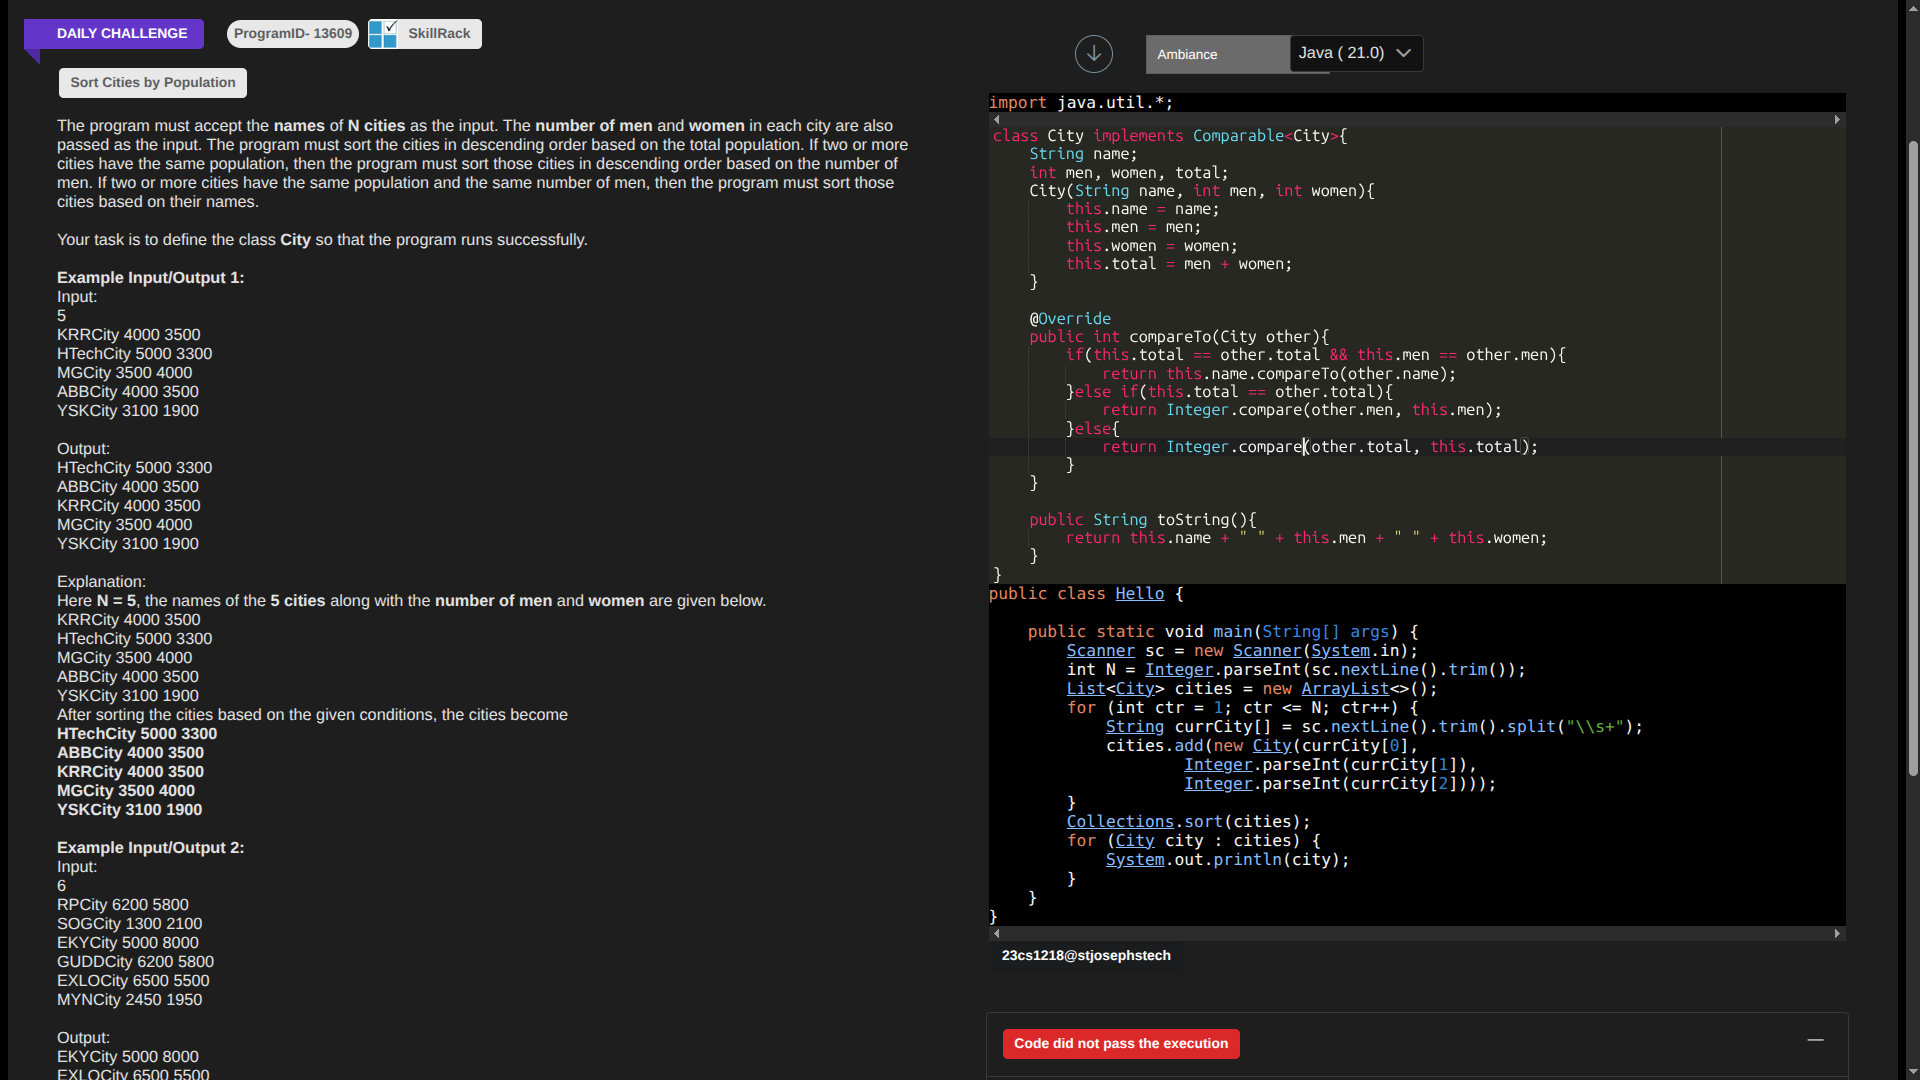 DAILY CHALLENGE
ProgramID- 13609
SkillRack
Sort Cities by Population
The program must accept the names of N cities as the input. The number of men and women in each city are also
passed as the input. The program must sort the cities in descending order based on the total population. If two or more
cities have the same population, then the program must sort those cities in descending order based on the number of
men. If two or more cities have the same population and the same number of men, then the program must sort those
cities based on their names.
Your task is to define the class City so that the program runs successfully.
Example Input/Output 1:
Input:
5
KRRCity 4000 3500
HTechCity 5000 3300
MGCity 3500 4000
ABBCity 4000 3500
YSKCity 3100 1900
Output:
HTechCity 5000 3300
ABBCity 4000 3500
KRRCity 4000 3500
MGCity 3500 4000
YSKCity 3100 1900
Explanation:
Here N = 5, the names of the 5 cities along with the number of men and women are given below.
KRRCity 4000 3500
HTechCity 5000 3300
MGCity 3500 4000
ABBCity 4000 3500
YSKCity 3100 1900
After sorting the cities based on the given conditions, the cities become
HTechCity 5000 3300
ABBCity 4000 3500
KRRCity 4000 3500
MGCity 3500 4000
YSKCity 3100 1900
Example Input/Output 2:
Input:
6
RPCity 6200 5800
SOGCity 1300 2100
EKYCity 5000 8000
GUDDCity 6200 5800
EXLOCity 6500 5500
MYNCity 2450 1950
Output:
EKYCity 5000 8000
EXLOCity 6500 5500
Ambiance
Java ( 21.0)
import java.util.*;
class City implements Comparable<City>{
    String name;
    int men, women, total;
    City(String name, int men, int women){
        this.name = name;
        this.men = men;
        this.women = women;
        this.total = men + women;
    }
    @Override
    public int compareTo(City other){
        if(this.total == other.total && this.men == other.men){
            return this.name.compareTo(other.name);
        }else if(this.total == other.total){
            return Integer.compare(other.men, this.men);
        }else{
            return Integer.compare(other.total, this.total);
        }
    }
    public String toString(){
        return this.name + " " + this.men + " " + this.women;
    }
}
public class Hello {
    public static void main(String[] args) {
        Scanner sc = new Scanner(System.in);
        int N = Integer.parseInt(sc.nextLine().trim());
        List<City> cities = new ArrayList<>();
        for (int ctr = 1; ctr <= N; ctr++) {
            String currCity[] = sc.nextLine().trim().split("\\s+");
            cities.add(new City(currCity[0],
                    Integer.parseInt(currCity[1]),
                    Integer.parseInt(currCity[2])));
        }
        Collections.sort(cities);
        for (City city : cities) {
            System.out.println(city);
        }
    }
}
23cs1218@stjosephstech
Code did not pass the execution